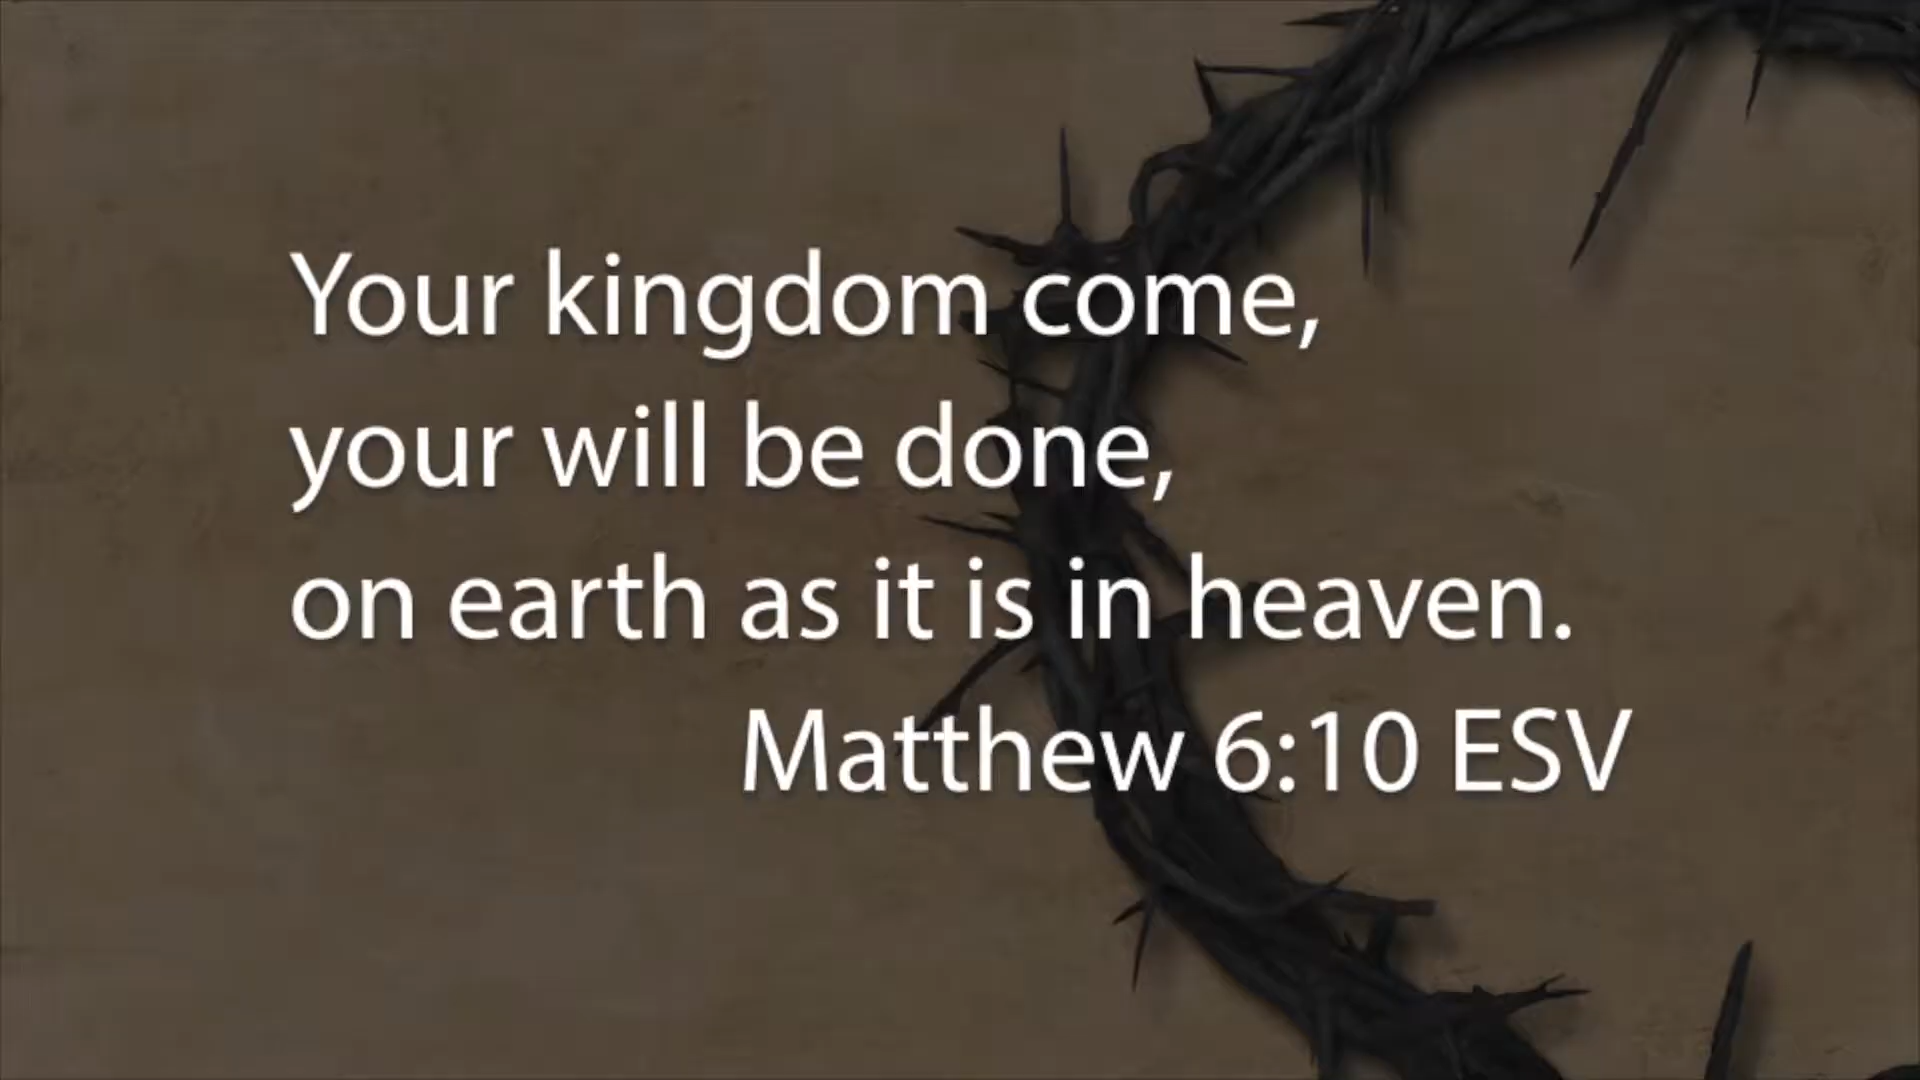 Your kingdom come,
your will be done,
on earth as it is in heaven.
Matthew 6:10 ESV